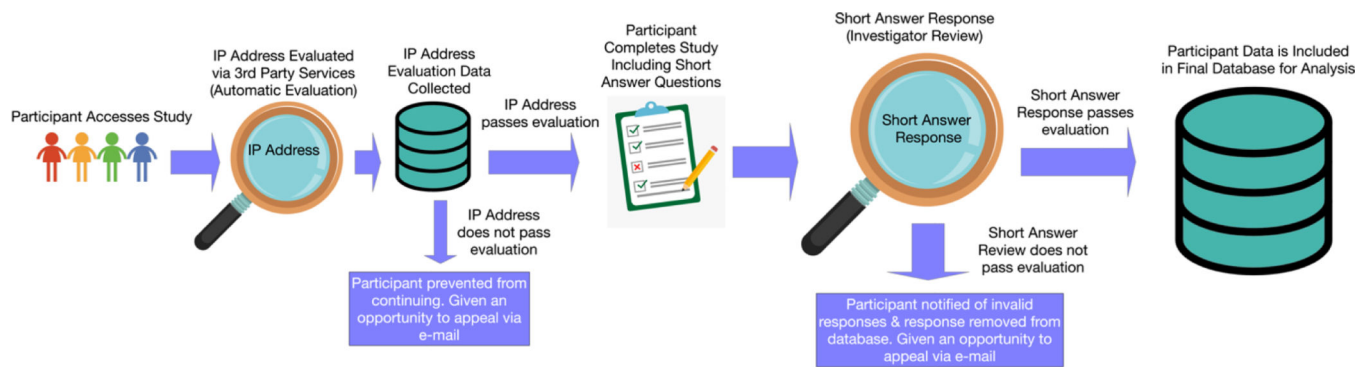 Participant Accesses Study
IP Address Evaluated
via 3rd Party Services
(Automatic Evaluation)
IP Address
IP Address
Evaluation Data
Collected
IP Address
passes evaluation
IP Address
does not pass
evaluation
Participant prevented from
continuing. Given an
opportunity to appeal via
e-mail
Participant
Completes Study
Including Short
Answer Questions
Short Answer Response
(Investigator Review)
Short Answer
Response
Short Answer
Response passes
evaluation
Short Answer
Review does not
pass evaluation
Participant notified of invalid
responses & response removed from
database. Given an opportunity to
appeal via e-mail
Participant Data is Included
in Final Database for Analysis